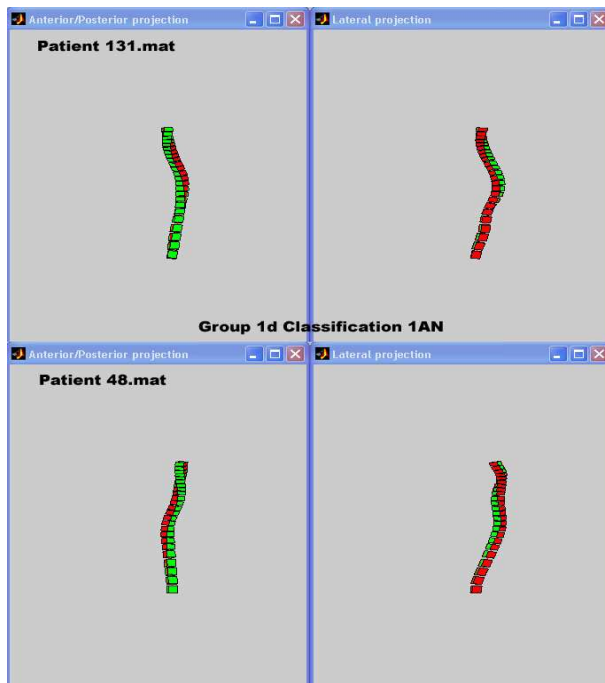 Anterior/Posterior projection
Lateral projection
Patient 131.mat
Group 1d Classification 1AN
Anterior/Posterior projection
Lateral projection
Patient 48.mat